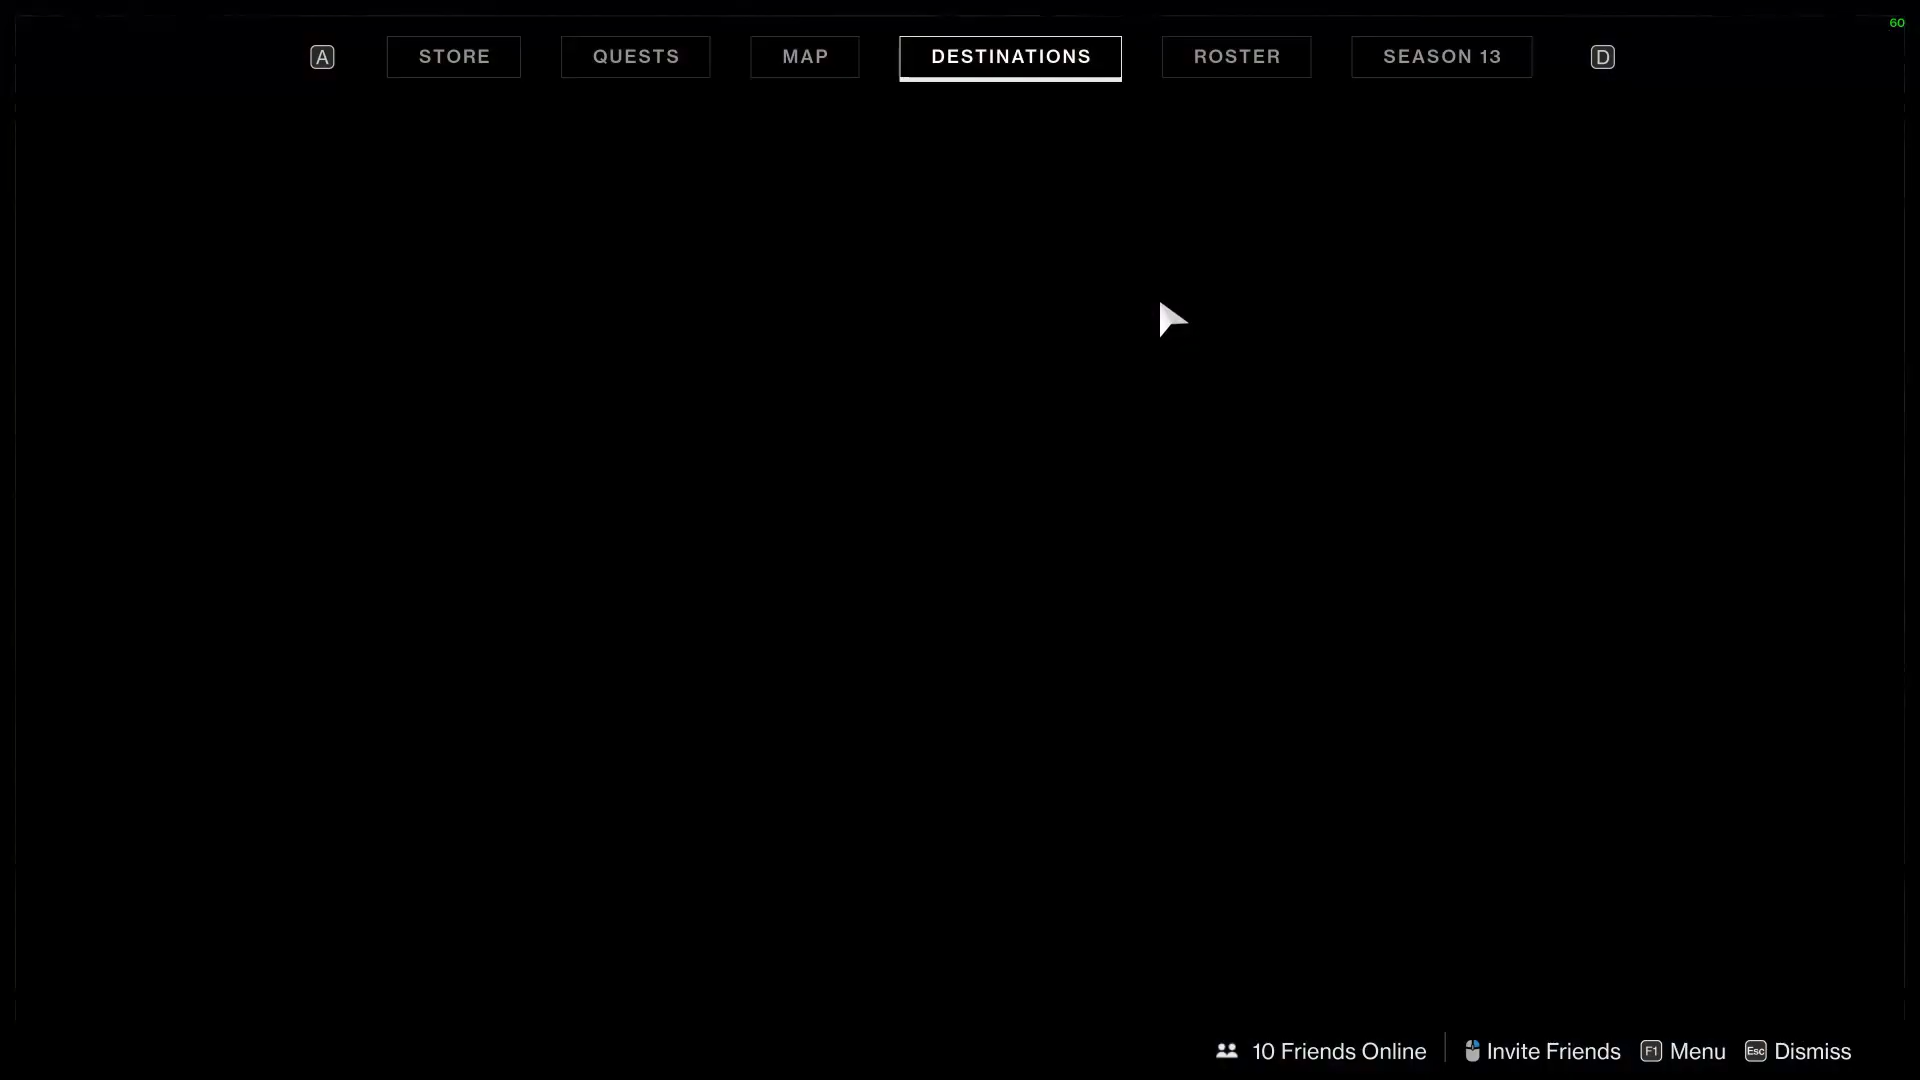 60
A STORE QUESTS MAP DESTINATIONS ROSTER SEASON 13 D
10 Friends Online Invite Friends F1 Menu Esc Dismiss